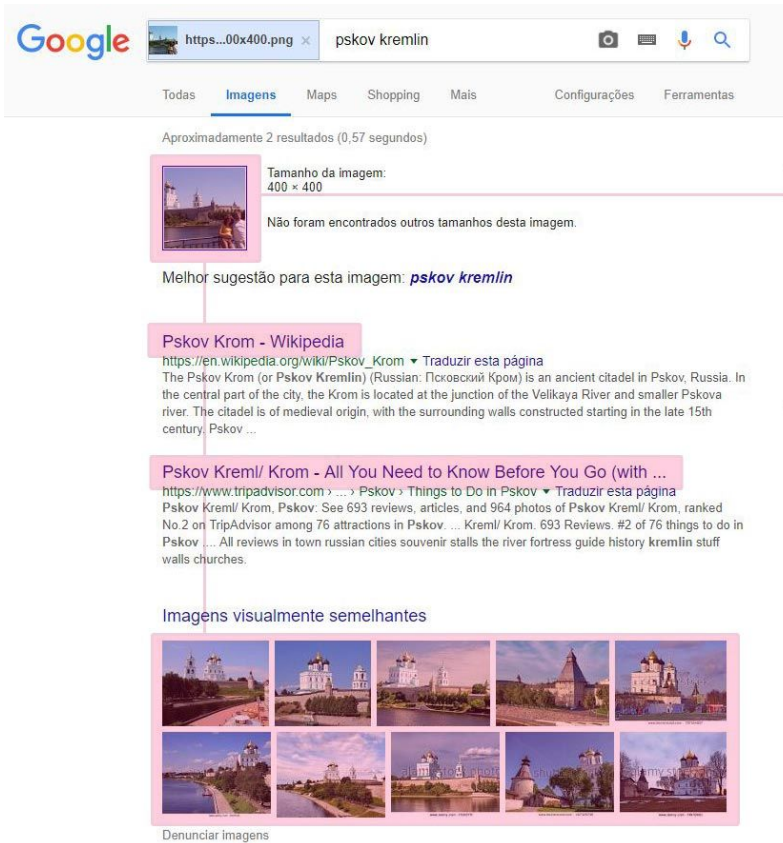 Google https...00x400.png × pskov kremlin
Todas Imagens Maps Shopping Mais Configurações Ferramentas
Aproximadamente 2 resultados (0,57 segundos)
Tamanho da imagem:
400 × 400
Não foram encontrados outros tamanhos desta imagem.
Melhor sugestão para esta imagem: pskov kremlin
Pskov Krom - Wikipedia
https://en.wikipedia.org/wiki/Pskov_Krom ▾ Traduzir esta página
The Pskov Krom (or Pskov Kremlin) (Russian: Псковский Кром) is an ancient citadel in Pskov, Russia. In
the central part of the city, the Krom is located at the junction of the Velikaya River and smaller Pskova
river. The citadel is of medieval origin, with the surrounding walls constructed starting in the late 15th
century. Pskov ...
Pskov Kreml/ Krom - All You Need to Know Before You Go (with ...
https://www.tripadvisor.com › ... › Pskov › Things to Do in Pskov ▾ Traduzir esta página
Pskov Kreml/ Krom, Pskov: See 693 reviews, articles, and 964 photos of Pskov Kreml/ Krom, ranked
No.2 on TripAdvisor among 76 attractions in Pskov. ... Kreml/ Krom. 693 Reviews. #2 of 76 things to do in
Pskov .... All reviews in town russian cities souvenir stalls the river fortress guide history kremlin stuff
walls churches.
Imagens visualmente semelhantes
Denunciar imagens